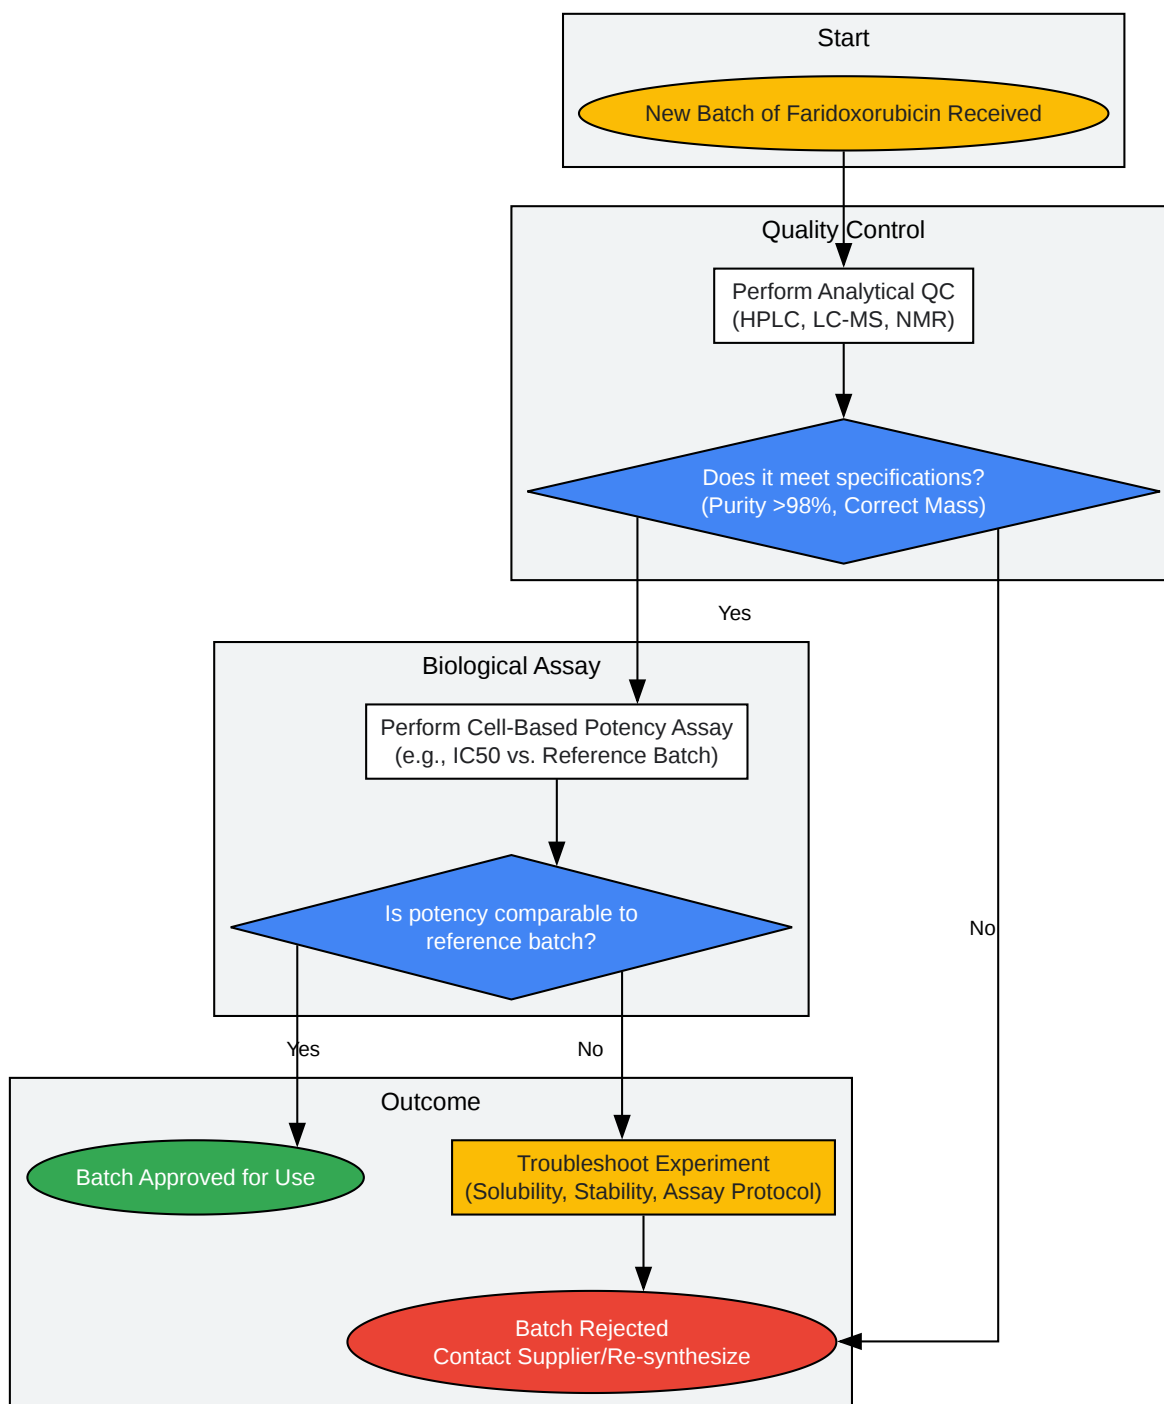 Start
New Batch of Faridoxorubicin Received
Quality Control
Perform Analytical QC
(HPLC, LC-MS, NMR)
Does it meet specifications?
(Purity >98%, Correct Mass)
Yes
Biological Assay
Perform Cell-Based Potency Assay
(e.g., IC50 vs. Reference Batch)
Is potency comparable to
reference batch?
No
Yes
No
Outcome
Batch Approved for Use
Troubleshoot Experiment
(Solubility, Stability, Assay Protocol)
Batch Rejected
Contact Supplier/Re-synthesize